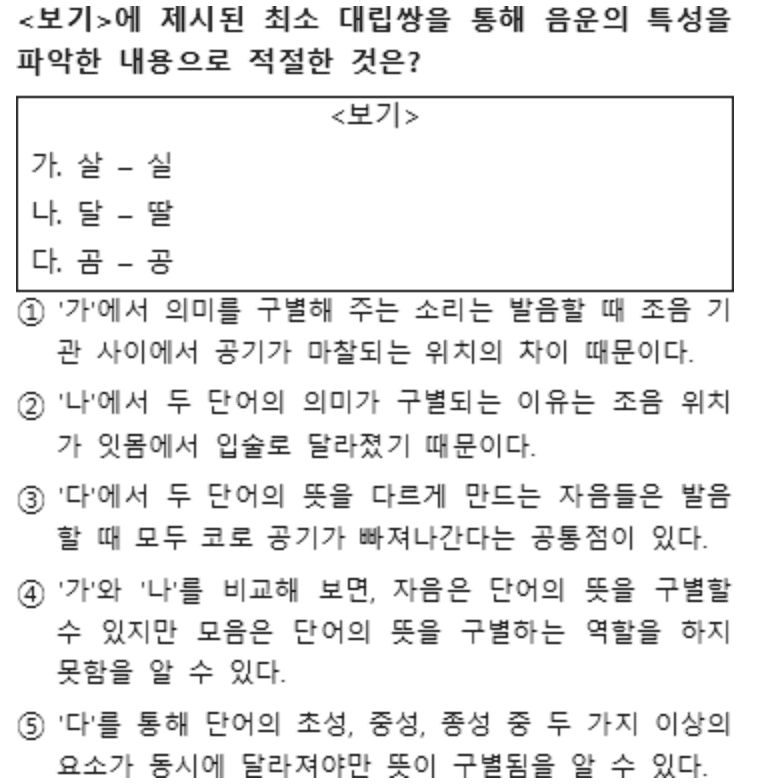 <보기>에 제시된 최소 대립쌍을 통해 음운의 특성을
파악한 내용으로 적절한 것은?
<보기>
가. 살 – 실
나. 달 – 딸
다. 곰 – 공
① '가'에서 의미를 구별해 주는 소리는 발음할 때 조음 기
관 사이에서 공기가 마찰되는 위치의 차이 때문이다.
② '나'에서 두 단어의 의미가 구별되는 이유는 조음 위치
가 잇몸에서 입술로 달라졌기 때문이다.
③ '다'에서 두 단어의 뜻을 다르게 만드는 자음들은 발음
할 때 모두 코로 공기가 빠져나간다는 공통점이 있다.
④ '가'와 '나'를 비교해 보면, 자음은 단어의 뜻을 구별할
수 있지만 모음은 단어의 뜻을 구별하는 역할을 하지
못함을 알 수 있다.
⑤ '다'를 통해 단어의 초성, 중성, 종성 중 두 가지 이상의
요소가 동시에 달라져야만 뜻이 구별됨을 알 수 있다.